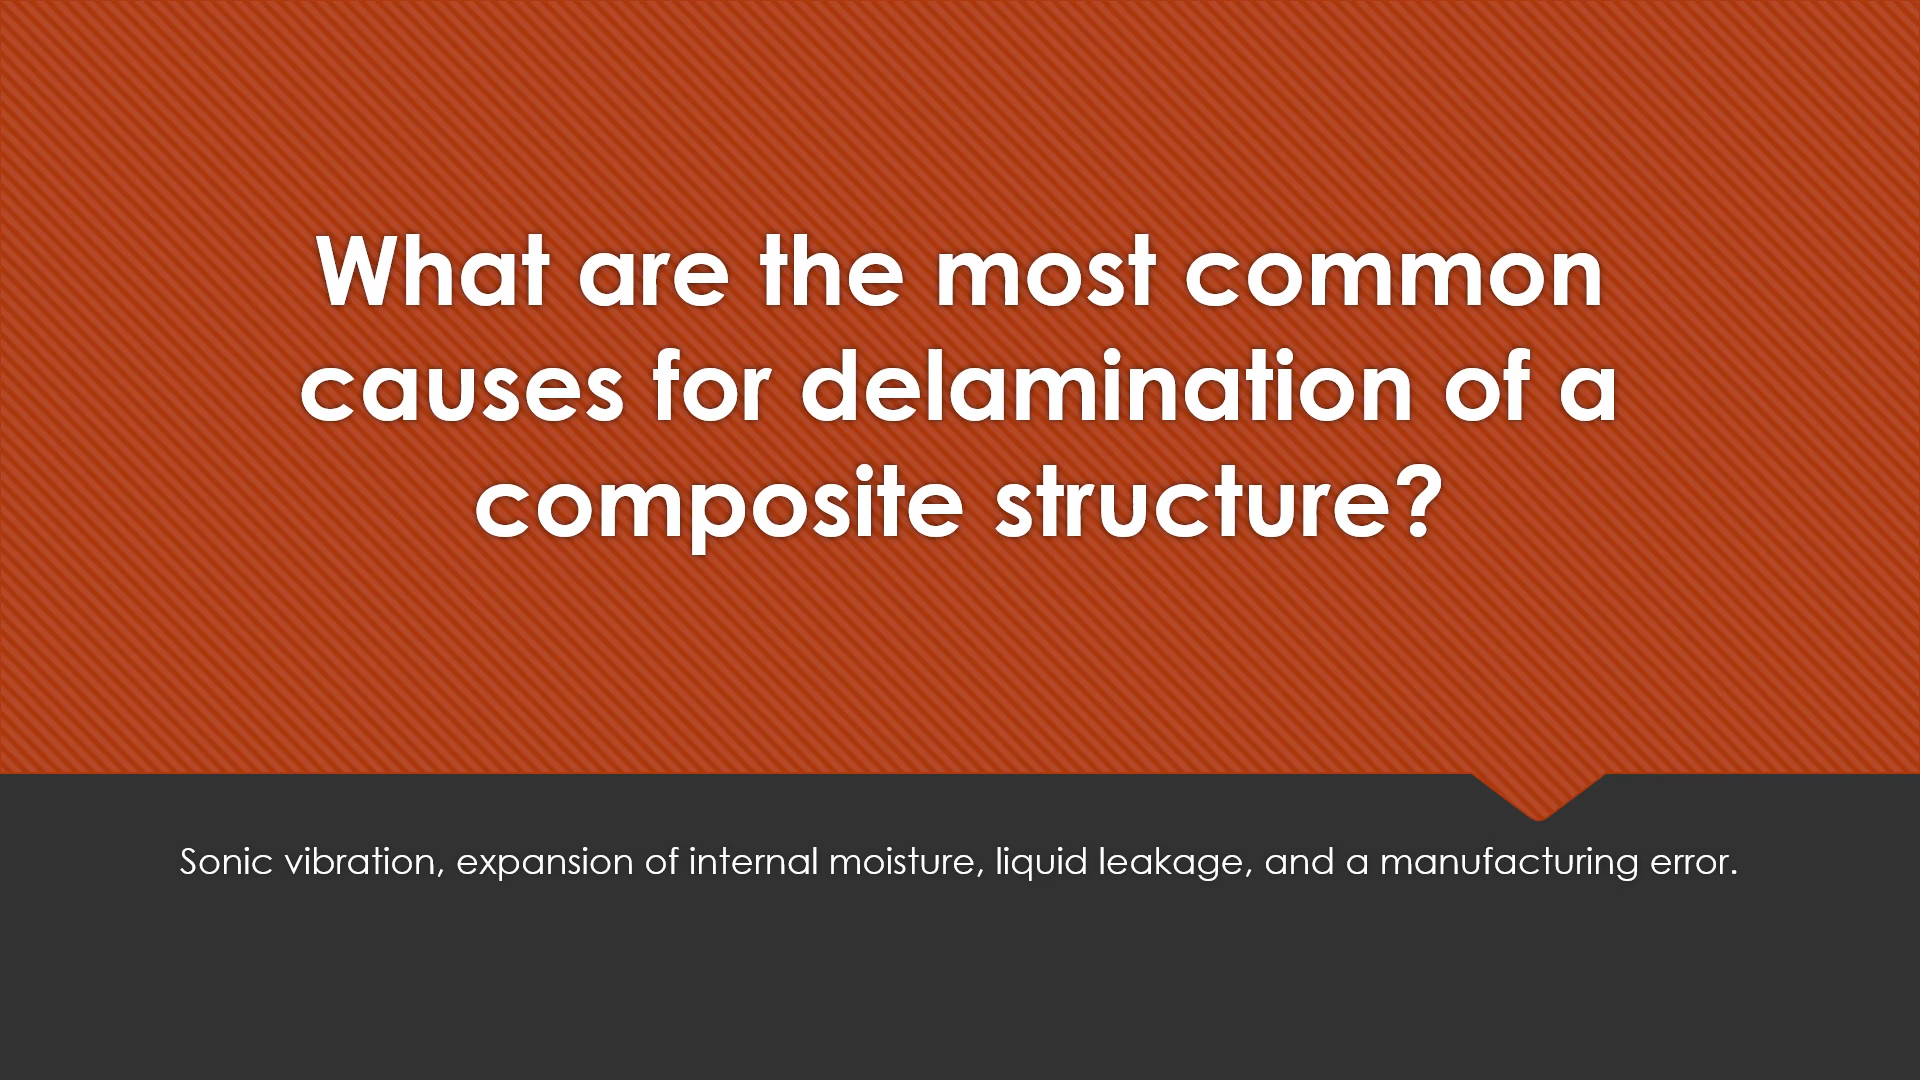 What are the most common
causes for delamination of a
composite structure?
Sonic vibration, expansion of internal moisture, liquid leakage, and a manufacturing error.